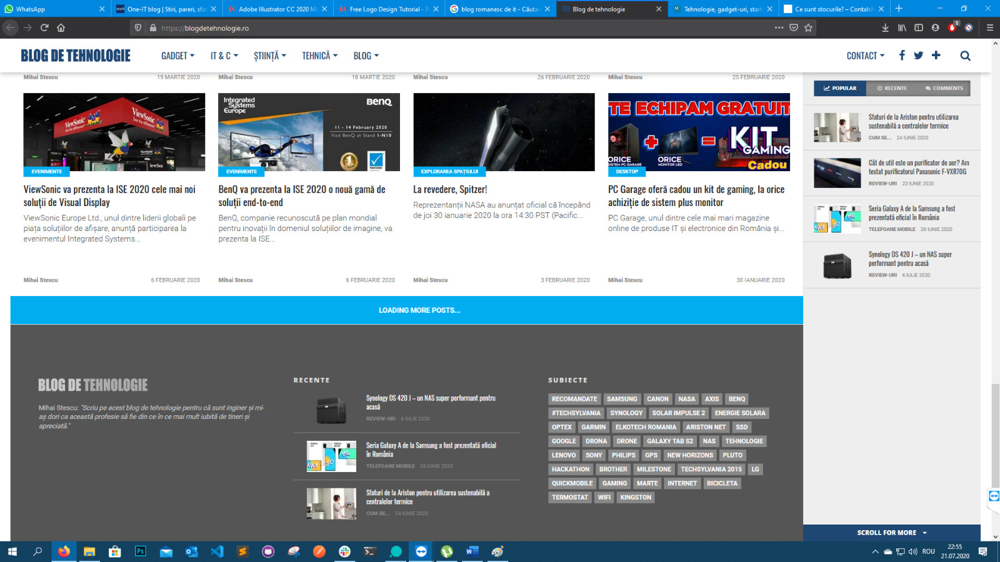 WhatsApp
One-IT blog | Stiri, pareri, sfat
Adobe Illustrator CC 2020 Ma
Free Logo Design Tutorial - P
blog romanesc de it - Căutar
Blog de tehnologie
Tehnologie, gadget-uri, start
Ce sunt stocurile? – Contabil
https://blogdetehnologie.ro
1
BLOG DE TEHNOLOGIE
GADGET
IT & C
ȘTIINȚĂ
TEHNICĂ
BLOG
CONTACT
Mihai Stescu
19 MARTIE 2020
Mihai Stescu
18 MARTIE 2020
Mihai Stescu
26 FEBRUARIE 2020
Mihai Stescu
25 FEBRUARIE 2020
ViewSonic
ViewSonic
EVENIMENTE
ViewSonic va prezenta la ISE 2020 cele mai noi
soluții de Visual Display
ViewSonic Europe Ltd., unul dintre liderii globali pe
piața soluțiilor de afișare, anunță participarea la
evenimentul Integrated Systems...
Mihai Stescu
6 FEBRUARIE 2020
Integrated
Systems
Europe
BenQ
11 - 14 February 2020
Visit BenQ at Stand 1-N10
PANTONE
EVENIMENTE
BenQ va prezenta la ISE 2020 o nouă gamă de
soluții end-to-end
BenQ, companie recunoscută pe plan mondial
pentru inovații în domeniul soluțiilor de imagine, va
prezenta la ISE...
Mihai Stescu
6 FEBRUARIE 2020
EXPLORAREA SPAȚIULUI
La revedere, Spitzer!
Reprezentanții NASA au anunțat oficial că începând
de joi 30 ianuarie 2020 la ora 14:30 PST (Pacific...
Mihai Stescu
3 FEBRUARIE 2020
TE ECHIPAM GRATUIT
+
=
KIT
GAMING
ORICE
SISTEM PC GARAGE
ORICE
MONITOR LED
Cadou
DESKTOP
PC Garage oferă cadou un kit de gaming, la orice
achiziție de sistem plus monitor
PC Garage, unul dintre cele mai mari magazine
online de produse IT și electronice din România și...
Mihai Stescu
30 IANUARIE 2020
POPULAR
RECENTE
COMMENTS
Sfaturi de la Ariston pentru utilizarea
sustenabilă a centralelor termice
CUM SE...
24 IUNIE 2020
Cât de util este un purificator de aer? Am
testat purificatorul Panasonic F-VXR70G
REVIEW-URI
23 IUNIE 2020
Seria Galaxy A de la Samsung a fost
prezentată oficial în România
TELEFOANE MOBILE
26 IUNIE 2020
Synology DS 420 J – un NAS super
performant pentru acasă
REVIEW-URI
6 IULIE 2020
LOADING MORE POSTS...
BLOG DE TEHNOLOGIE
Mihai Stescu: "Scriu pe acest blog de tehnologie pentru că sunt inginer și mi-
aș dori ca această profesie să fie din ce în ce mai mult iubită de tineri și
apreciată."
RECENTE
Synology DS 420 J – un NAS super performant pentru
acasă
REVIEW-URI
6 IULIE 2020
Seria Galaxy A de la Samsung a fost prezentată oficial
în România
TELEFOANE MOBILE
26 IUNIE 2020
Sfaturi de la Ariston pentru utilizarea sustenabilă a
centralelor termice
CUM SE...
24 IUNIE 2020
SUBIECTE
RECOMANDATE SAMSUNG CANON NASA AXIS BENQ
#TECHSYLVANIA SYNOLOGY SOLAR IMPULSE 2 ENERGIE SOLARA
OPTEX GARMIN ELKOTECH ROMANIA ARISTON NET SSD
GOOGLE DRONA DRONE GALAXY TAB S2 NAS TEHNOLOGIE
LENOVO SONY PHILIPS GPS NEW HORIZONS PLUTO
HACKATHON BROTHER MILESTONE TECHSYLVANIA 2015 LG
QUICKMOBILE GAMING MARTE INTERNET BICICLETA
TERMOSTAT WIFI KINGSTON
SCROLL FOR MORE
ROU
22:55
21.07.2020